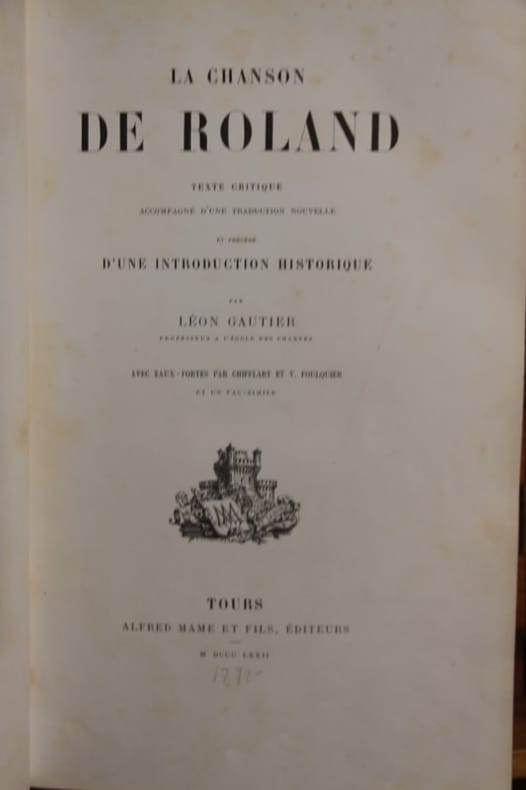 LA CHANSON
DE ROLAND
TEXTE CRITIQUE
ACCOMPAGNÉ D'UNE TRADUCTION NOUVELLE
ET PRÉCÉDÉ
D'UNE INTRODUCTION HISTORIQUE
PAR
LÉON GAUTIER
PROFESSEUR A L'ÉCOLE DES CHARTES
AVEC EAUX-FORTES PAR CHIFFLART ET V. FOULQUIER
ET UN FAC-SIMILE
TOURS
ALFRED MAME ET FILS, ÉDITEURS
M DCCC LXXII